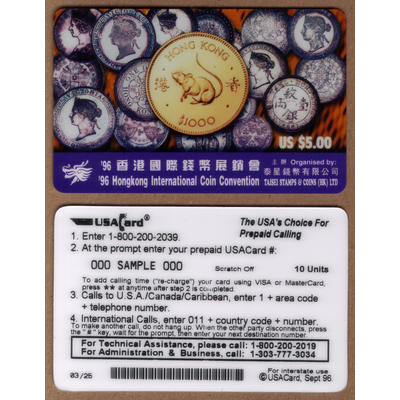 HONG KONG
香
港
$1000
US $5.00
'96 香港國際錢幣展銷會
'96 Hongkong International Coin Convention
主辦 Organised by:
泰星錢幣有限公司
TAISEI STAMPS & COINS (HK) LTD
USACard®
The USA's Choice For
Prepaid Calling
1. Enter 1-800-200-2039.
2. At the prompt enter your prepaid USACard #:
000 SAMPLE 000
Scratch Off
10 Units
To add calling time ("re-charge") your card using VISA or MasterCard,
press ** at anytime after step 2 is completed.
3. Calls to U.S.A./Canada/Caribbean, enter 1 + area code
+ telephone number.
4. International Calls, enter 011 + country code + number.
To make another call, do not hang up. When the other party disconnects, press
the "#" key, wait for the prompt, then enter your next destination number
For Technical Assistance, please call: 1-800-200-2019
For Administration & Business, call: 1-303-777-3034
03/25
For interstate use
©USACard, Sept 96